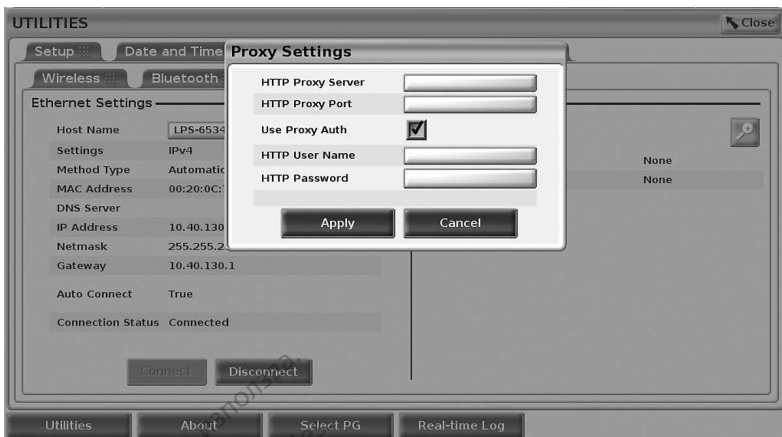 UTILITIES
Close
Setup
Date and Time
Wireless
Bluetooth
Proxy Settings
HTTP Proxy Server
HTTP Proxy Port
Use Proxy Auth
HTTP User Name
HTTP Password
Apply
Cancel
Ethernet Settings
Host Name LPS-6534
Settings IPv4
Method Type Automatic
MAC Address 00:20:0C:
DNS Server
IP Address 10.40.130
Netmask 255.255.2
Gateway 10.40.130.1
Auto Connect True
Connection Status Connected
None
None
Connect
Disconnect
Utilities
About
Select PG
Real-time Log